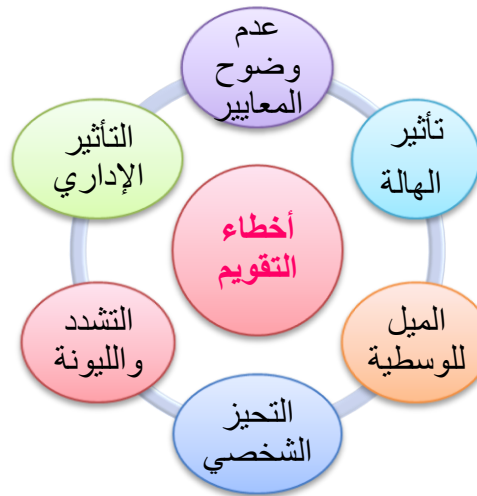 عدم
وضوح
المعايير
تأثير
الهالة
الميل
للوسطية
التحيز
الشخصي
التشدد
والليونة
التأثير
الإداري
أخطاء
التقويم